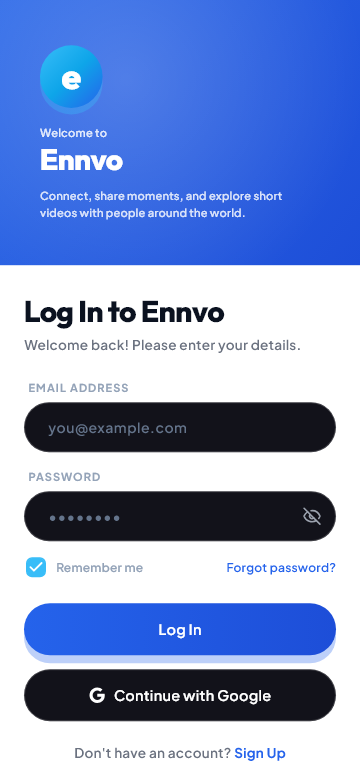 e
Welcome to
Ennvo
Connect, share moments, and explore short
videos with people around the world.
Log In to Ennvo
Welcome back! Please enter your details.
EMAIL ADDRESS
you@example.com
PASSWORD
••••••••
Remember me
Forgot password?
Log In
G Continue with Google
Don't have an account? Sign Up